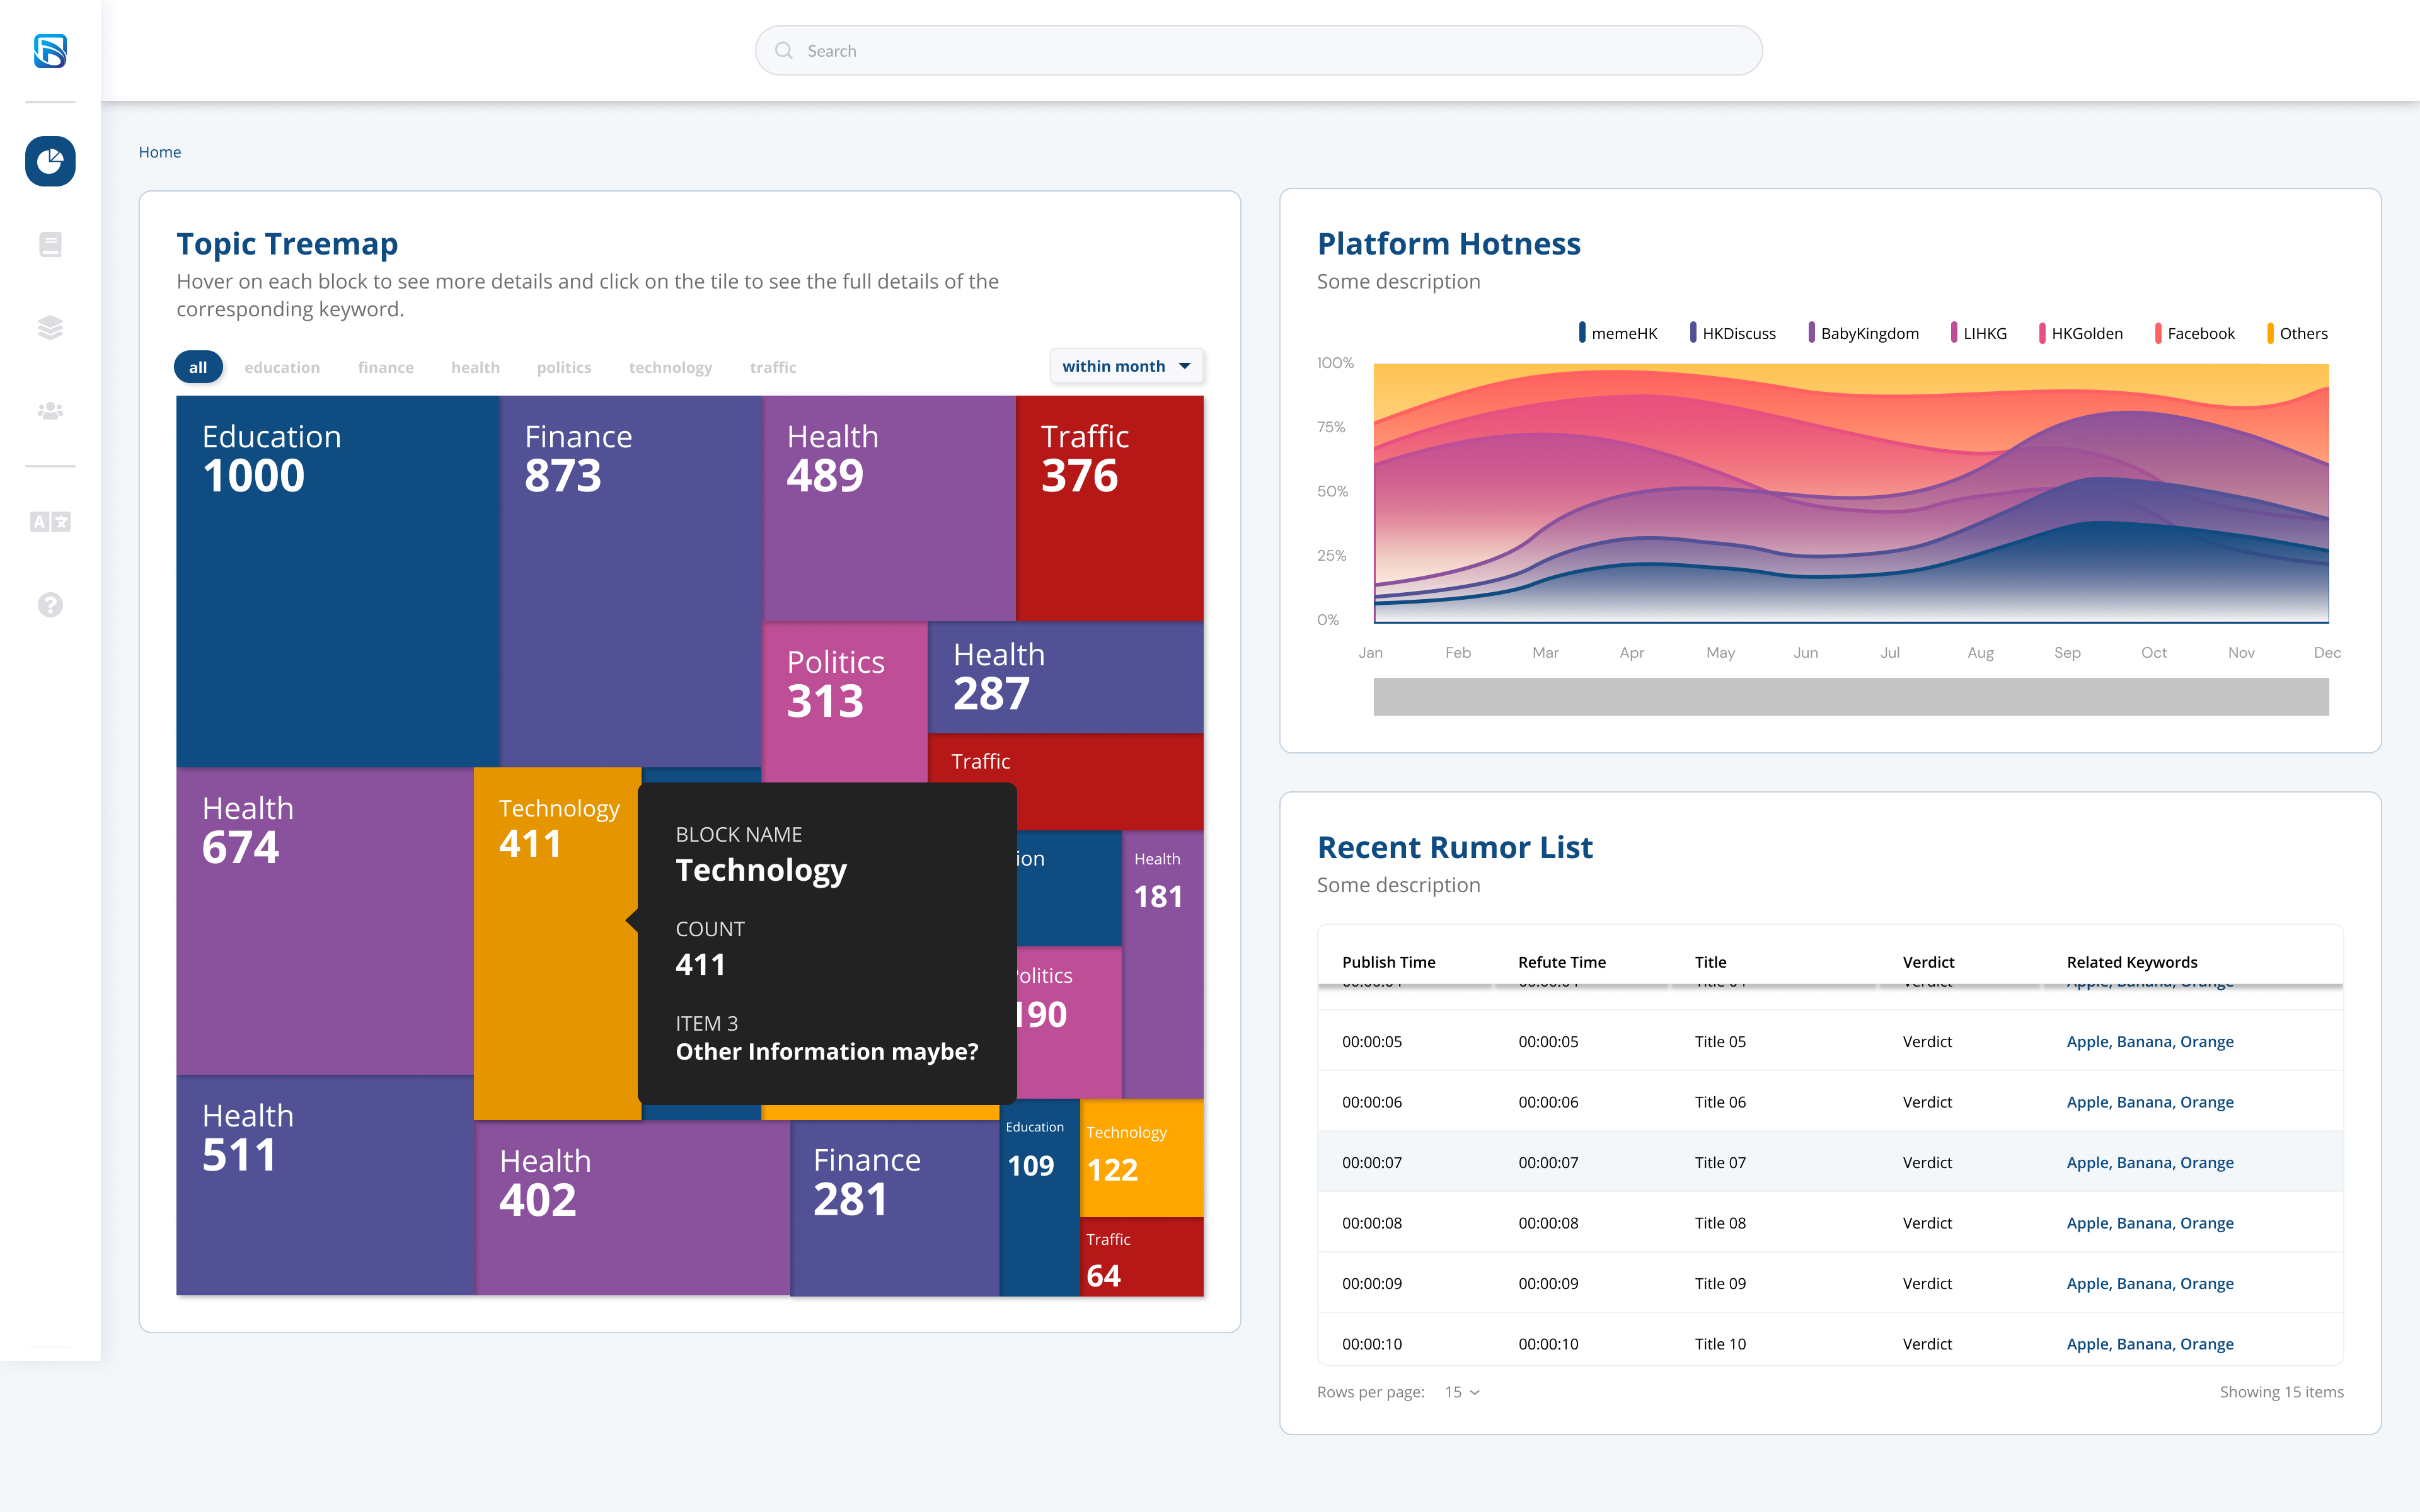 Search
Home
Topic Treemap
Hover on each block to see more details and click on the tile to see the full details of the
corresponding keyword.
all education finance health politics technology traffic
within month
Education
1000
Finance
873
Health
489
Traffic
376
Politics
313
Health
287
Traffic
Health
674
Technology
411
BLOCK NAME
Technology
COUNT
411
ITEM 3
Other Information maybe?
ion
Health
181
olitics
190
Health
511
Health
402
Finance
281
Education
109
Technology
122
Traffic
64
Platform Hotness
Some description
memeHK HKDiscuss BabyKingdom LIHKG HKGolden Facebook Others
100%
75%
50%
25%
0%
Jan Feb Mar Apr May Jun Jul Aug Sep Oct Nov Dec
Recent Rumor List
Some description
Publish Time Refute Time Title Verdict Related Keywords
Apple, Banana, Orange
00:00:05 00:00:05 Title 05 Verdict Apple, Banana, Orange
00:00:06 00:00:06 Title 06 Verdict Apple, Banana, Orange
00:00:07 00:00:07 Title 07 Verdict Apple, Banana, Orange
00:00:08 00:00:08 Title 08 Verdict Apple, Banana, Orange
00:00:09 00:00:09 Title 09 Verdict Apple, Banana, Orange
00:00:10 00:00:10 Title 10 Verdict Apple, Banana, Orange
Rows per page: 15
Showing 15 items